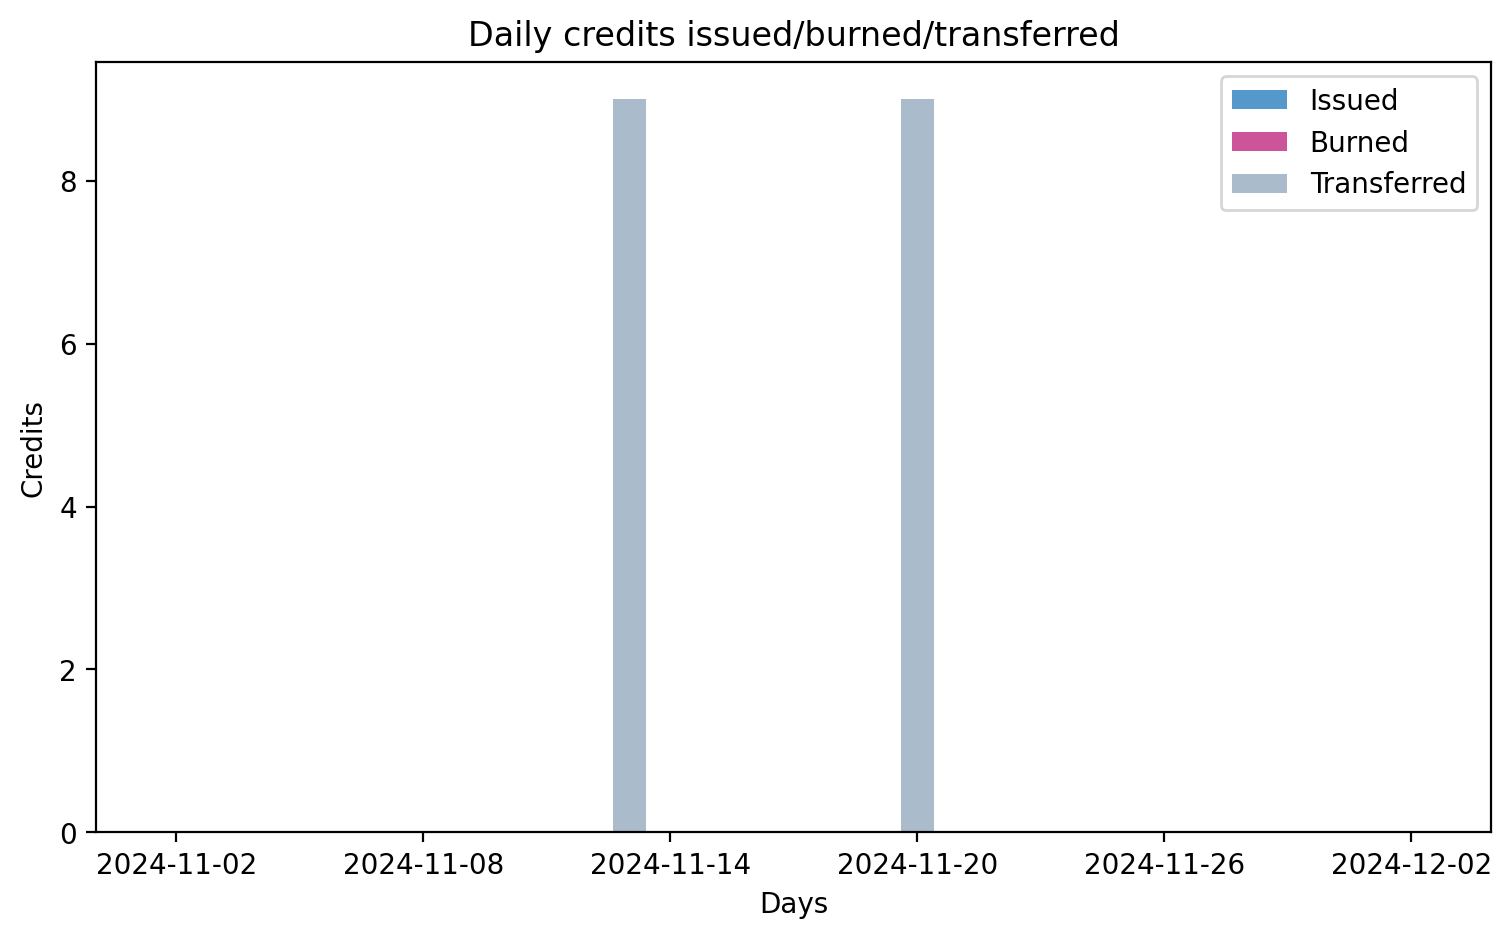 Daily credits issued/burned/transferred
Issued
Burned
Transferred
8
6
4
2
0
Credits
2024-11-02 2024-11-08 2024-11-14 2024-11-20 2024-11-26 2024-12-02
Days